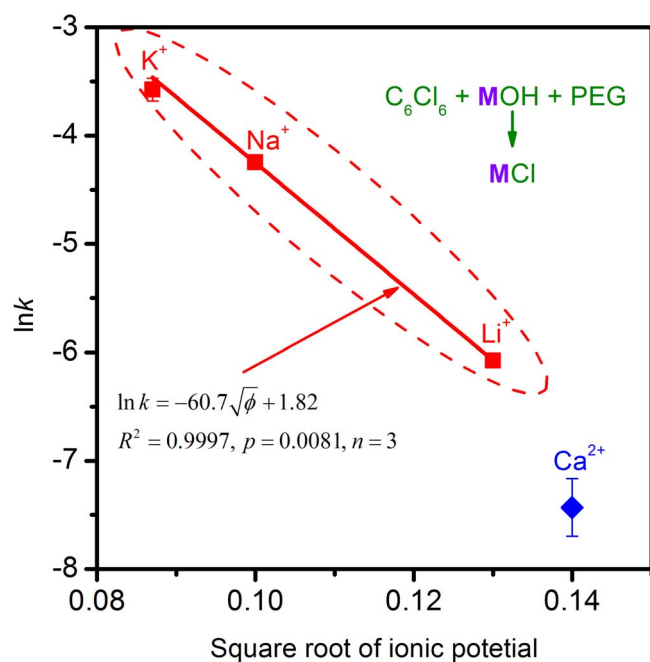 -3
-4
-5
-6
-7
-8
lnk
K⁺
Na⁺
Li⁺
Ca²⁺
C₆Cl₆ + MOH + PEG
MCl
ln k = −60.7√ϕ + 1.82
R² = 0.9997, p = 0.0081, n = 3
0.08 0.10 0.12 0.14
Square root of ionic potetial